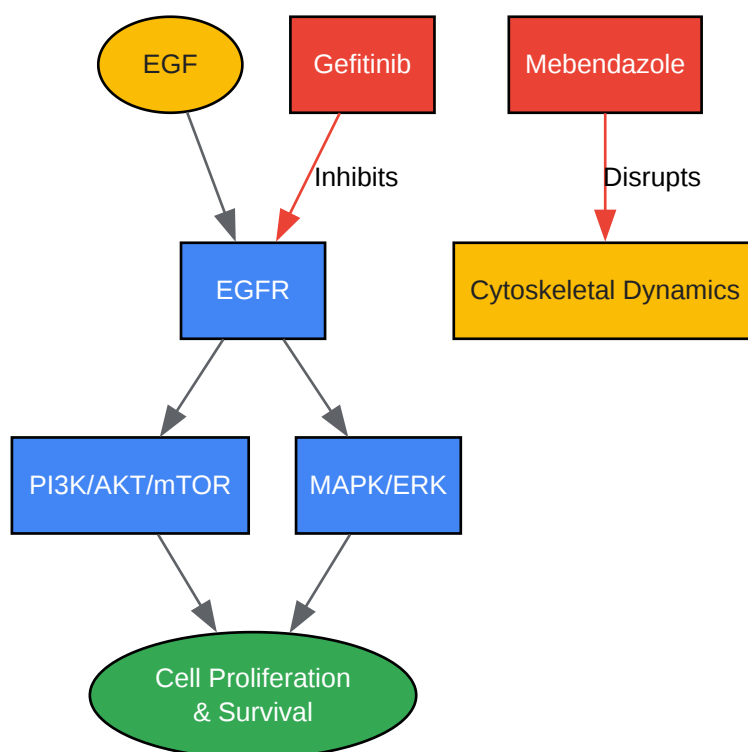 EGF
Gefitinib
Mebendazole
Inhibits
Disrupts
EGFR
Cytoskeletal Dynamics
PI3K/AKT/mTOR
MAPK/ERK
Cell Proliferation
& Survival